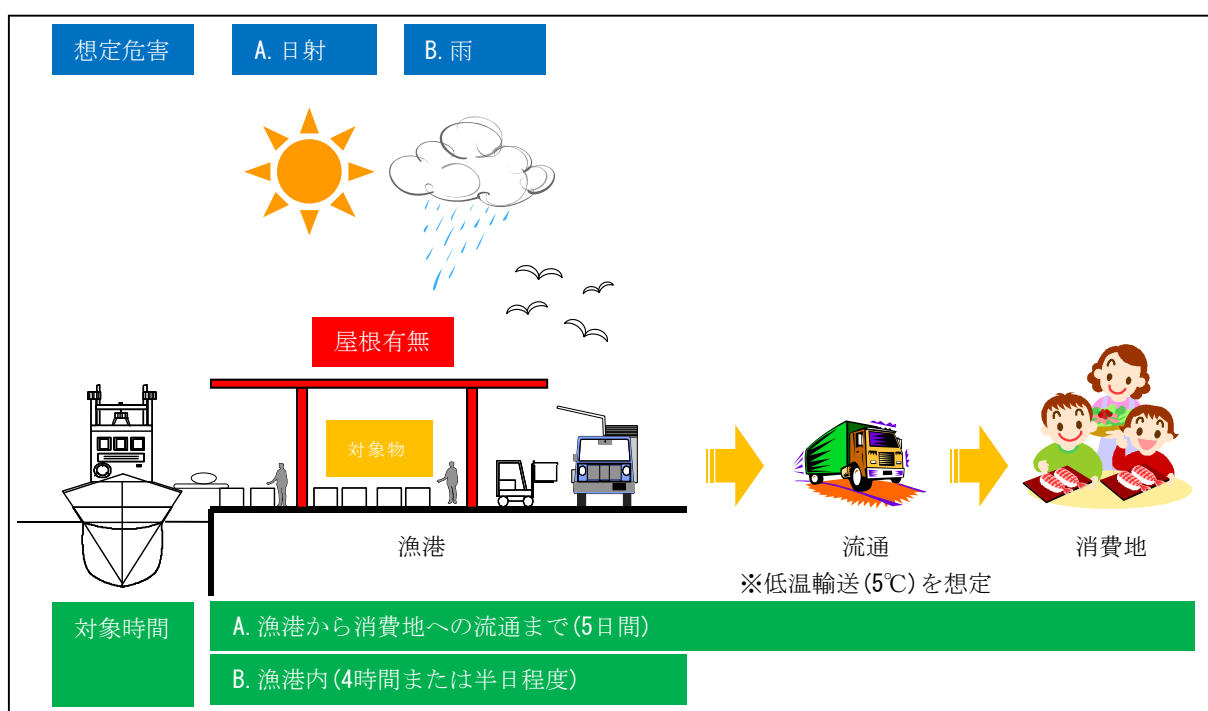 想定危害
A.日射
B.雨
屋根有無
対象物
漁港
流通
消費地
※低温輸送(5℃)を想定
対象時間
A.漁港から消費地への流通まで(5日間)
B.漁港内(4時間または半日程度)